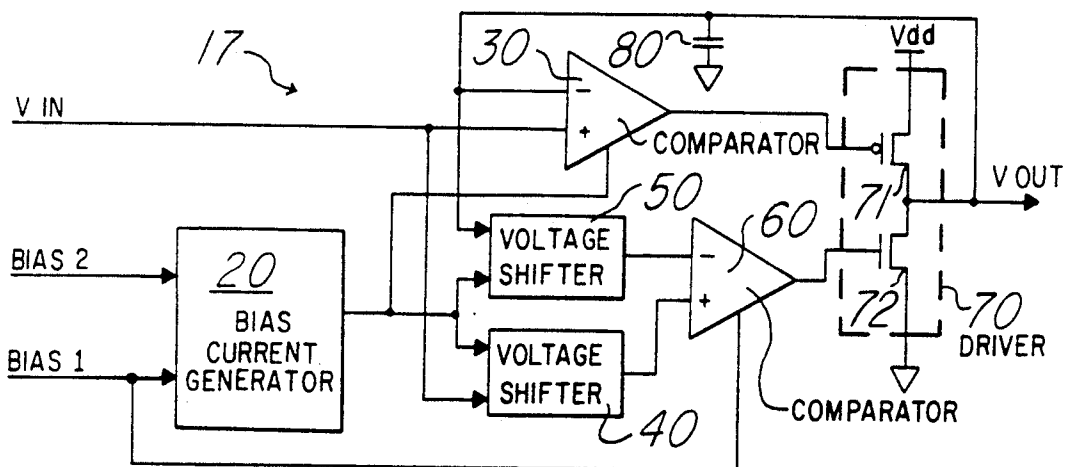 17
30
80
Vdd
V IN
-
+
COMPARATOR
71
V OUT
50
VOLTAGE
SHIFTER
60
-
+
BIAS 2
20
BIAS
CURRENT
GENERATOR
72
70
DRIVER
BIAS 1
VOLTAGE
SHIFTER
40
COMPARATOR